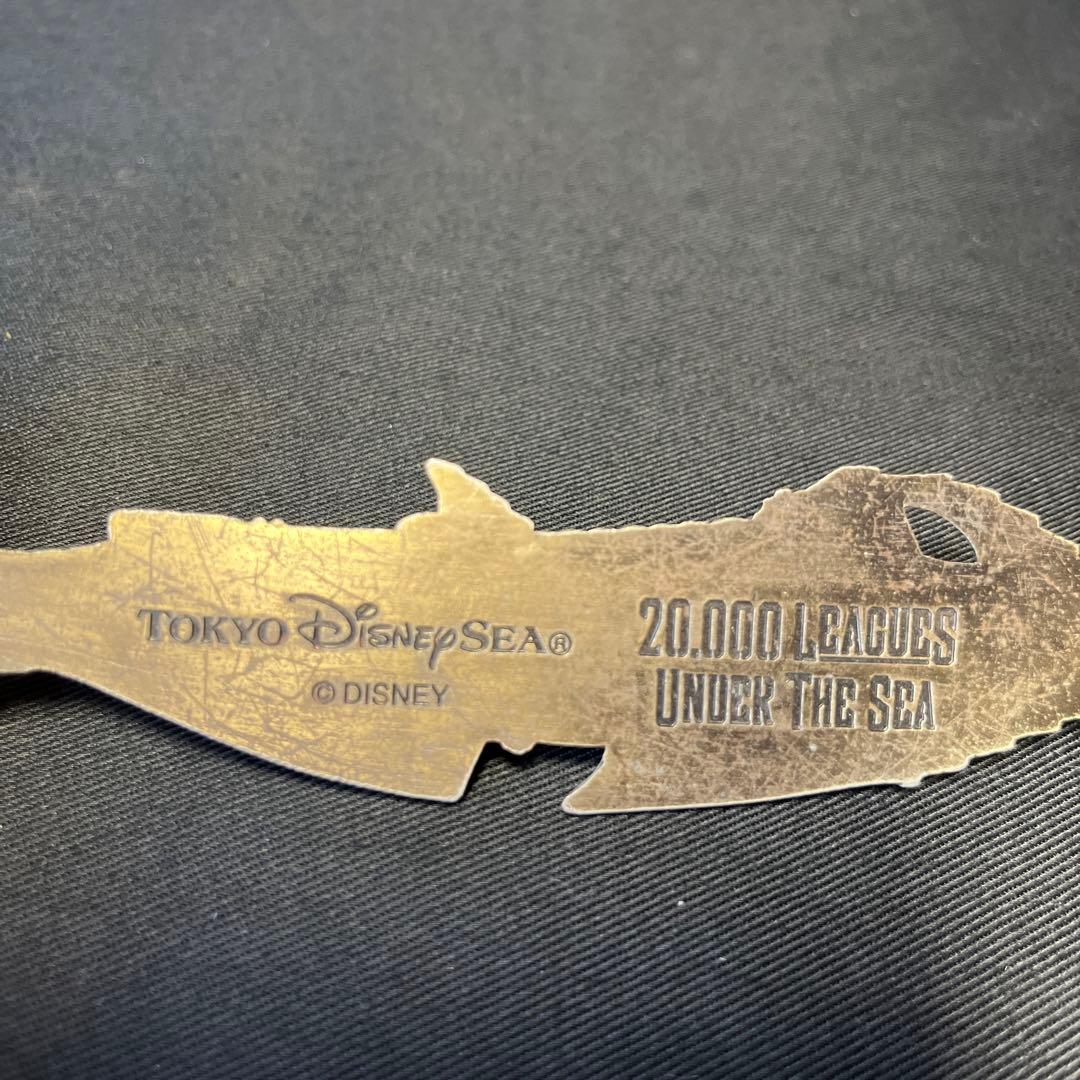 TOKYO DISNEYSEA®
© DISNEY
20.000 LEAGUES
UNDER THE SEA